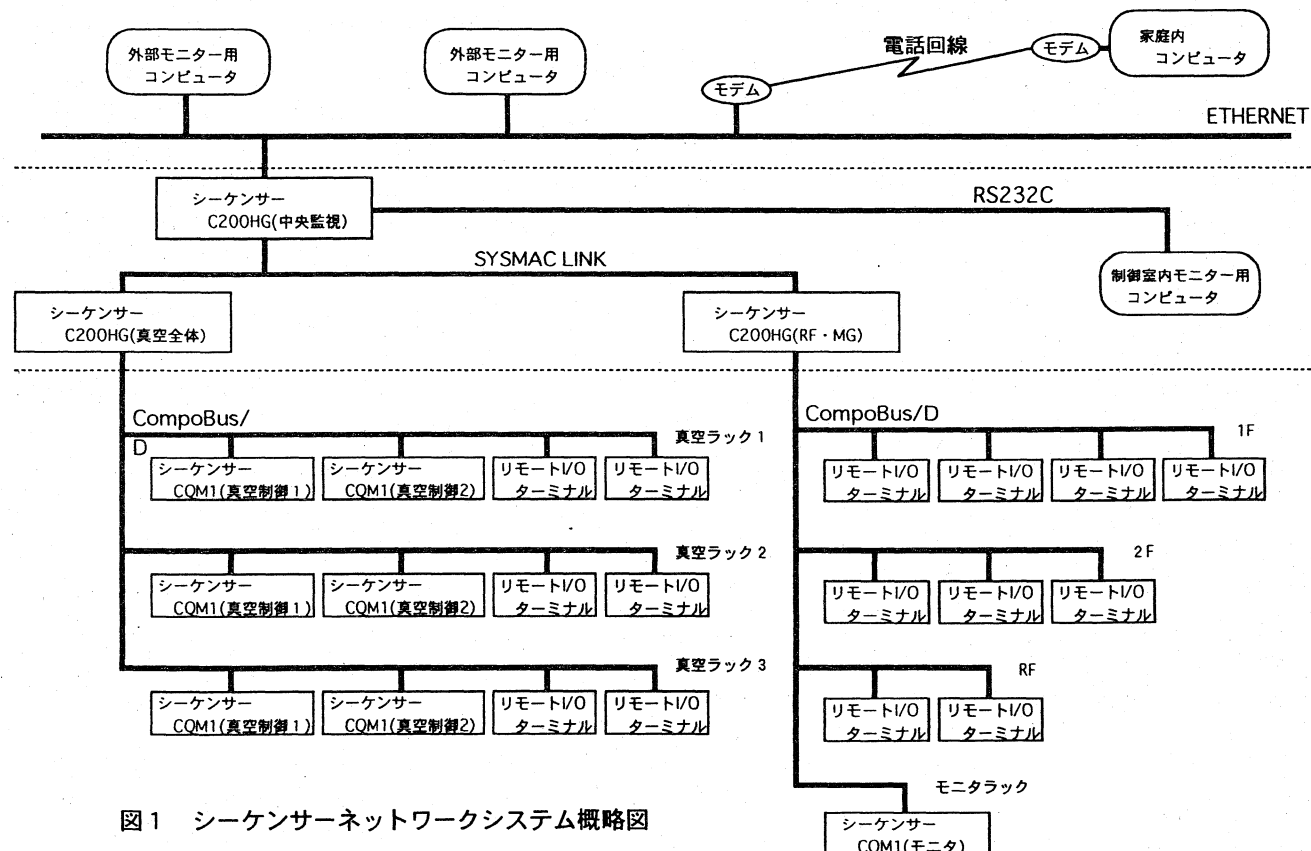 外部モニター用
コンピュータ
外部モニター用
コンピュータ
電話回線
モデム
モデム
家庭内
コンピュータ
ETHERNET
シーケンサー
C200HG(中央監視)
RS232C
SYSMAC LINK
制御室内モニター用
コンピュータ
シーケンサー
C200HG(真空全体)
シーケンサー
C200HG(RF・MG)
CompoBus/
D
真空ラック1
シーケンサー
CQM1(真空制御1)
シーケンサー
CQM1(真空制御2)
リモートI/O
ターミナル
リモートI/O
ターミナル
真空ラック2
シーケンサー
CQM1(真空制御1)
シーケンサー
CQM1(真空制御2)
リモートI/O
ターミナル
リモートI/O
ターミナル
真空ラック3
シーケンサー
CQM1(真空制御1)
シーケンサー
CQM1(真空制御2)
リモートI/O
ターミナル
リモートI/O
ターミナル
CompoBus/D
1F
リモートI/O
ターミナル
リモートI/O
ターミナル
リモートI/O
ターミナル
リモートI/O
ターミナル
2F
リモートI/O
ターミナル
リモートI/O
ターミナル
リモートI/O
ターミナル
RF
リモートI/O
ターミナル
リモートI/O
ターミナル
モニタラック
シーケンサー
CQM1(モニタ)
図1 シーケンサーネットワークシステム概略図